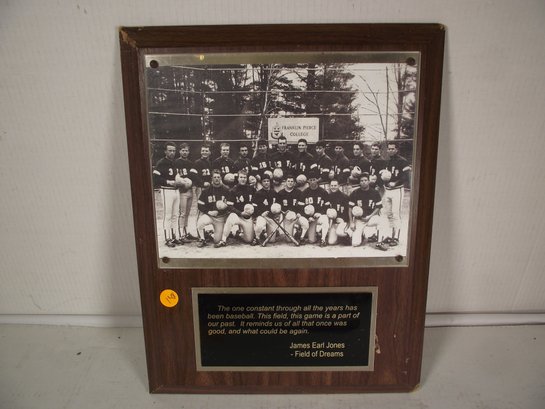 FRANKLIN PIERCE
COLLEGE
The one constant through all the years has
been baseball. This field, this game is a part of
our past. It reminds us of all that once was
good, and what could be again.
James Earl Jones
- Field of Dreams